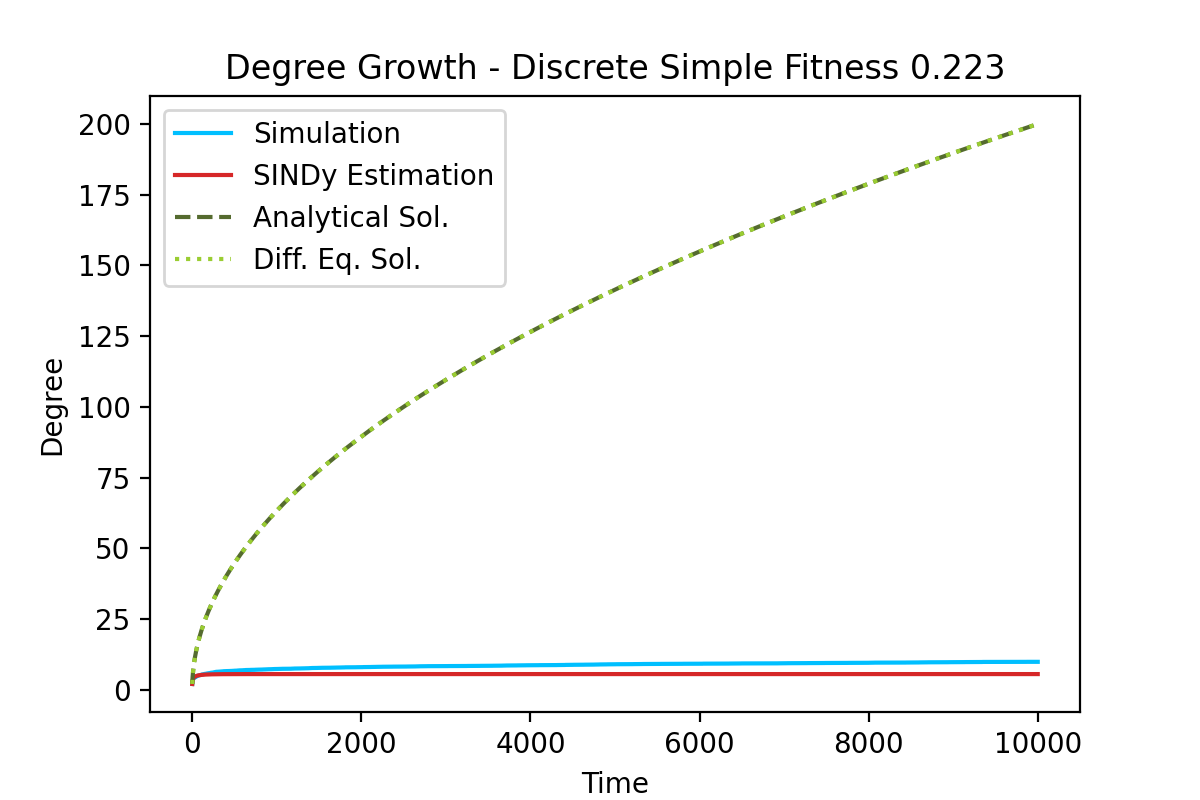 Degree Growth - Discrete Simple Fitness 0.223
Simulation
SINDy Estimation
Analytical Sol.
Diff. Eq. Sol.
200
175
150
125
100
75
50
25
0
Degree
0 2000 4000 6000 8000 10000
Time